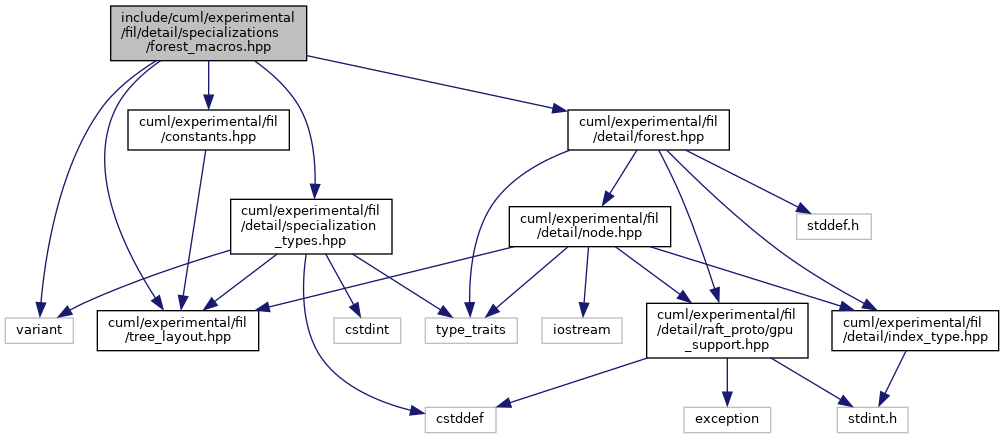 include/cuml/experimental
/fil/detail/specializations
/forest_macros.hpp
cuml/experimental/fil
/constants.hpp
cuml/experimental/fil
/detail/forest.hpp
cuml/experimental/fil
/detail/specialization
_types.hpp
cuml/experimental/fil
/detail/node.hpp
stddef.h
variant
cuml/experimental/fil
/tree_layout.hpp
cstdint
type_traits
iostream
cuml/experimental/fil
/detail/raft_proto/gpu
_support.hpp
cuml/experimental/fil
/detail/index_type.hpp
cstddef
exception
stdint.h